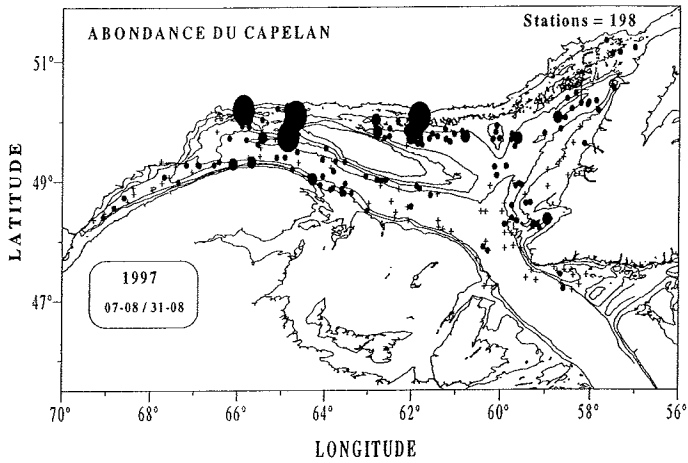 Stations = 198
ABONDANCE DU CAPELAN
51°
49°
47°
LATITUDE
1997
07-08 / 31-08
70° 68° 66° 64° 62° 60° 58° 56°
LONGITUDE